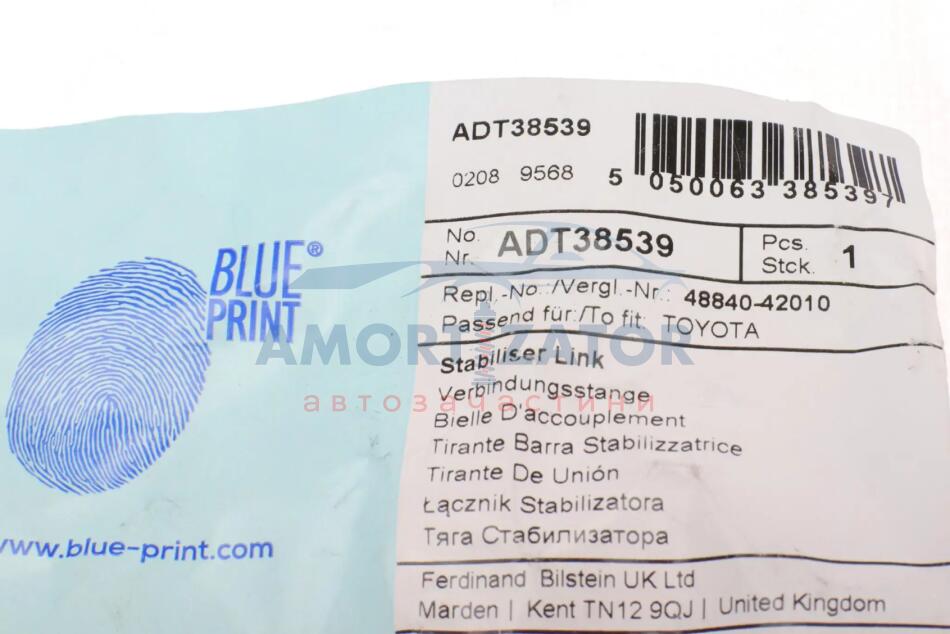 ADT38539
0208 9568
5 050063 385397
No. Nr. ADT38539
Pcs. Stck. 1
Repl.-No.:/Vergl.-Nr.: 48840-42010
Passend für:/To fit: TOYOTA
Stabiliser Link
Verbindungsstange
Bielle D'accouplement
Tirante Barra Stabilizzatrice
Tirante De Unión
Łącznik Stabilizatora
Тяга Стабилизатора
Ferdinand Bilstein UK Ltd
Marden | Kent TN12 9QJ | United Kingdom
BLUE®
PRINT
www.blue-print.com
AMORTIZATOR
автозапчастини